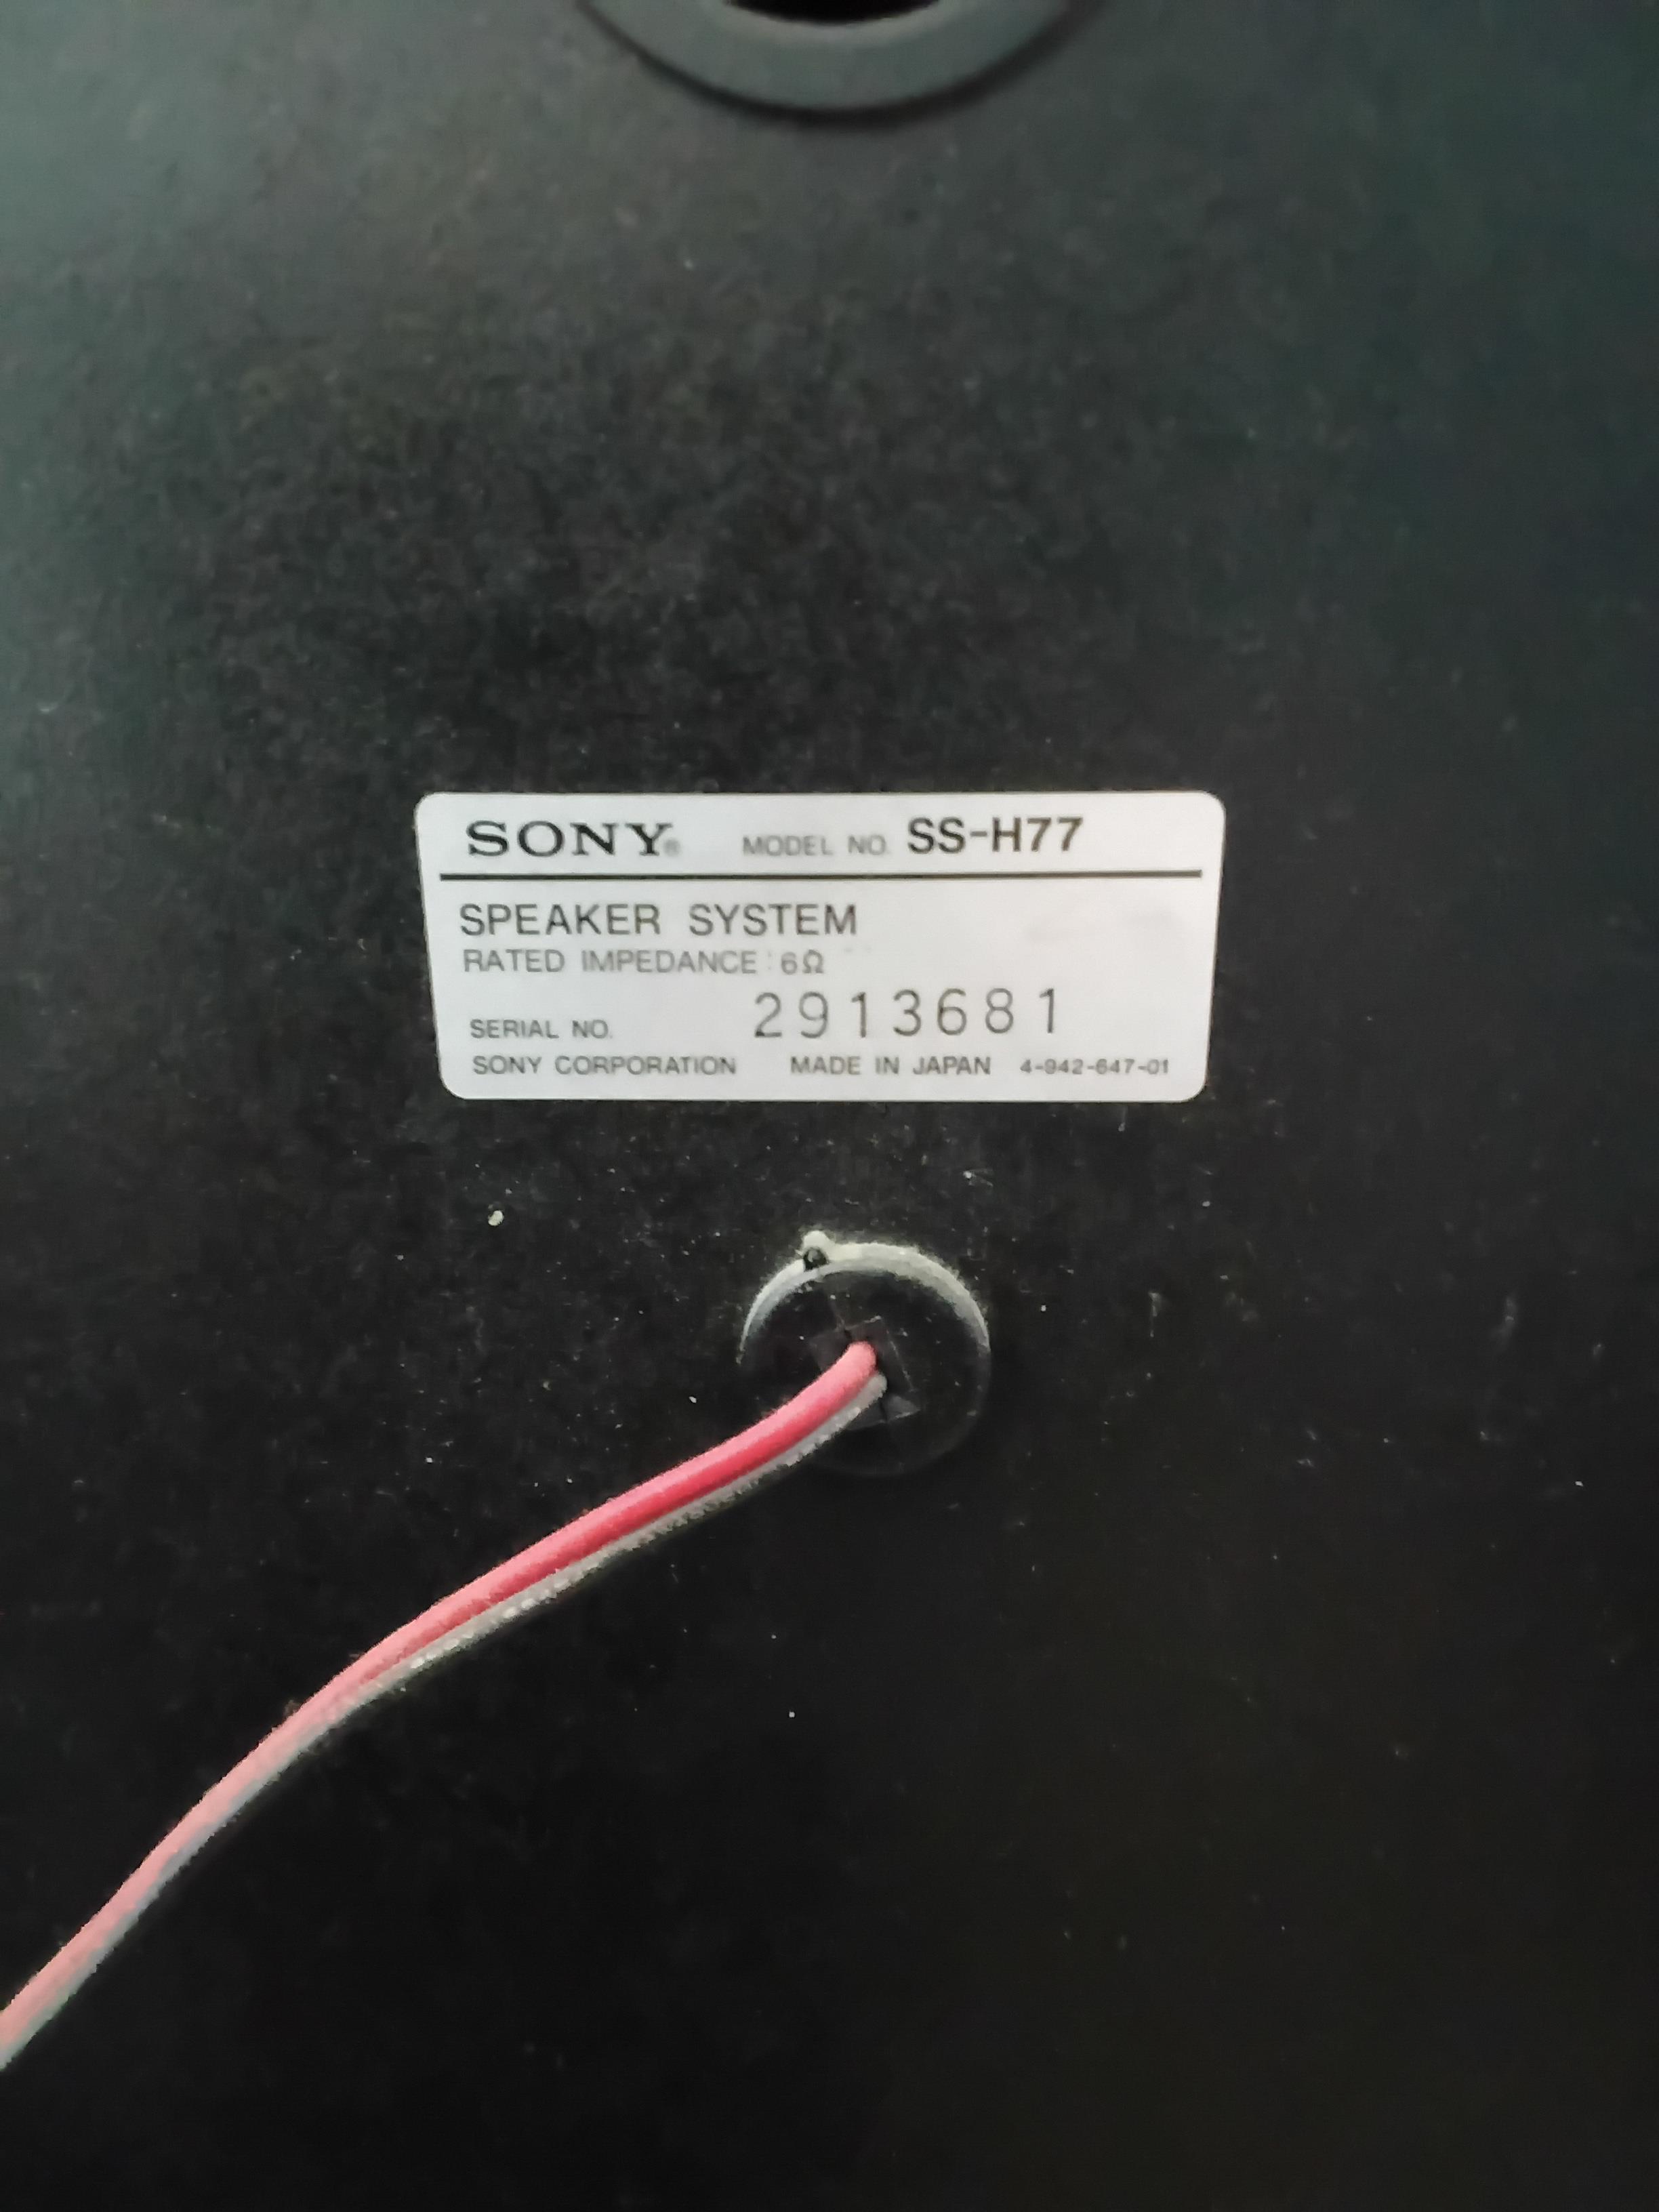 SONY® MODEL NO. SS-H77
SPEAKER SYSTEM
RATED IMPEDANCE : 6Ω
SERIAL NO. 2913681
SONY CORPORATION MADE IN JAPAN 4-942-647-01